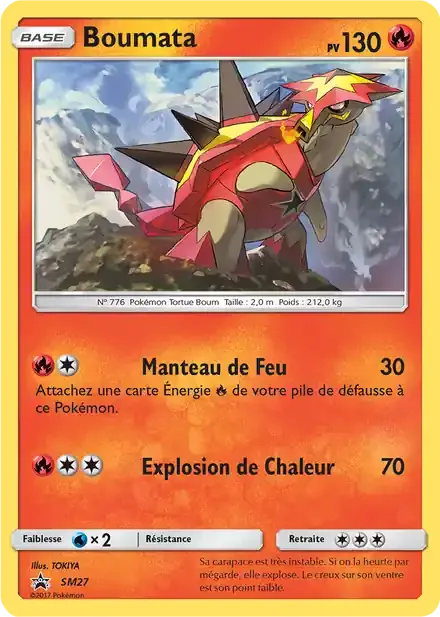 BASE Boumata PV 130
N° 776 Pokémon Tortue Boum Taille : 2,0 m Poids : 212,0 kg
Manteau de Feu 30
Attachez une carte Énergie de votre pile de défausse à
ce Pokémon.
Explosion de Chaleur 70
Faiblesse ×2 Résistance Retraite
Illus. TOKIYA
SM27
©2017 Pokémon
Sa carapace est très instable. Si on la heurte par
mégarde, elle explose. Le creux sur son ventre
est son point faible.